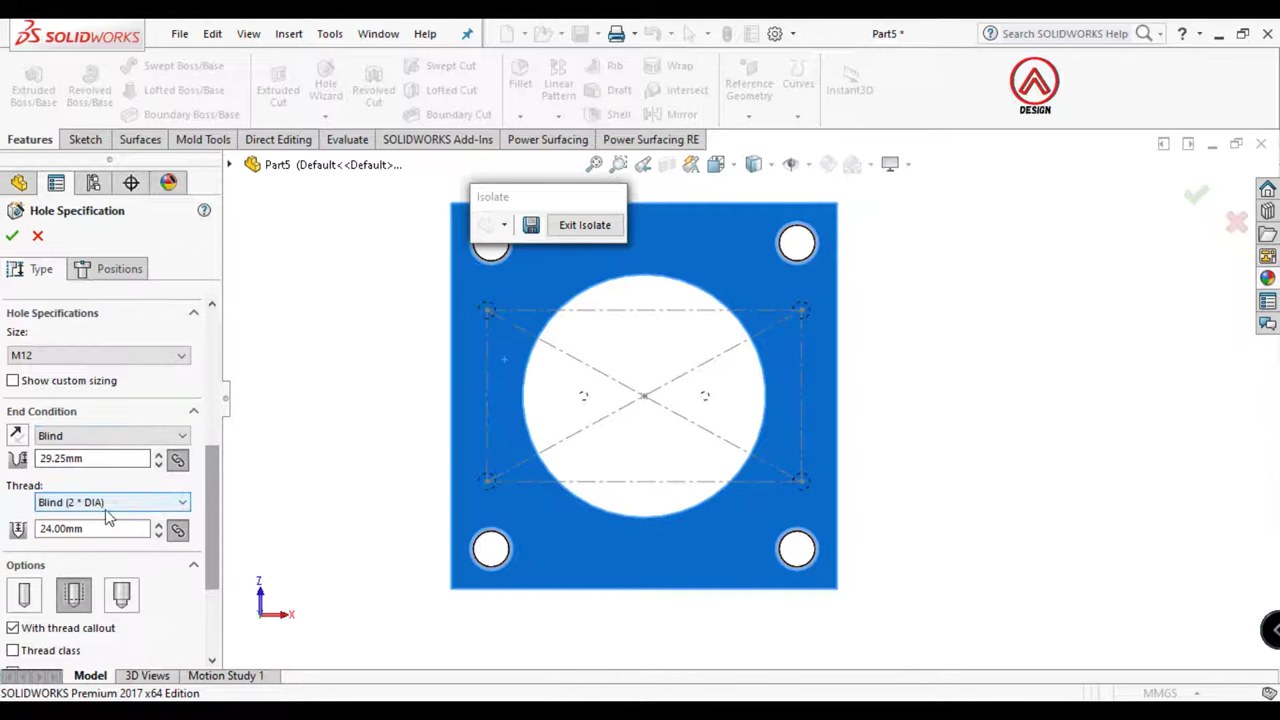 SOLIDWORKS File Edit View Insert Tools Window Help Part5 * Search SOLIDWORKS Help ?
Extruded Boss/Base
Revolved Boss/Base
Swept Boss/Base
Lofted Boss/Base
Boundary Boss/Base
Extruded Cut
Hole Wizard
Revolved Cut
Swept Cut
Lofted Cut
Boundary Cut
Fillet
Linear Pattern
Rib
Draft
Shell
Wrap
Intersect
Mirror
Reference Geometry
Curves
Instant3D
DESIGN
Features Sketch Surfaces Mold Tools Direct Editing Evaluate SOLIDWORKS Add-Ins Power Surfacing Power Surfacing RE
Part5 (Default<<Default>...
Isolate
Exit Isolate
Hole Specification ?
Type Positions
Hole Specifications
Size:
M12
Show custom sizing
End Condition
Blind
29.25mm
Thread:
Blind (2 * DIA)
24.00mm
Options
With thread callout
Thread class
Z
X
Model 3D Views Motion Study 1
SOLIDWORKS Premium 2017 x64 Edition MMGS